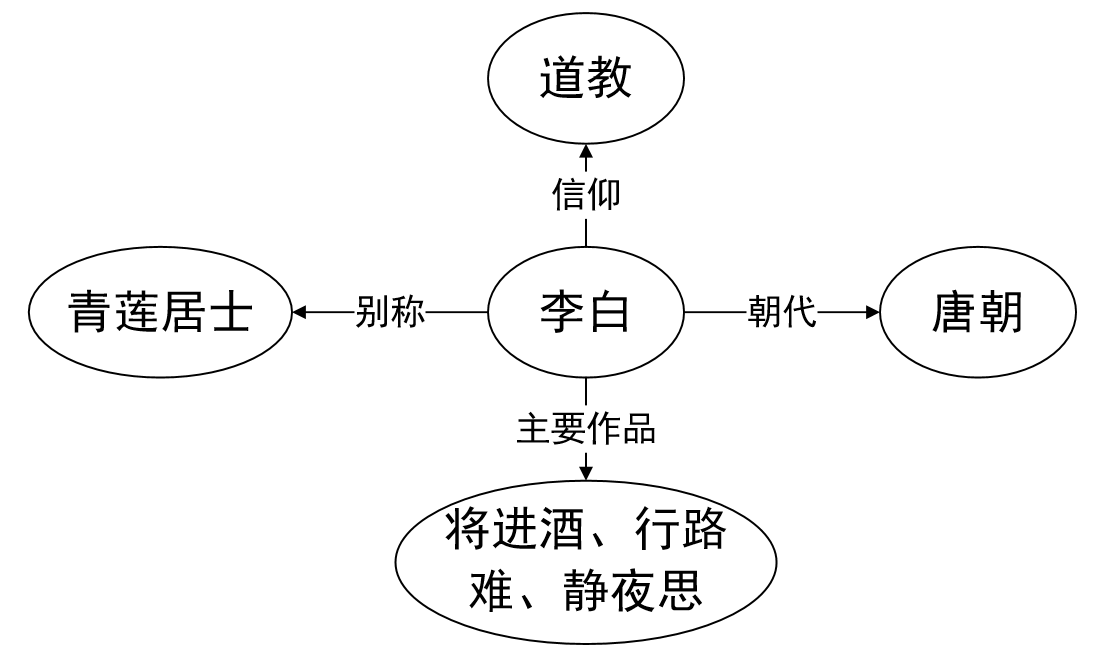 道教
信仰
青莲居士
别称
李白
朝代
唐朝
主要作品
将进酒、行路
难、静夜思